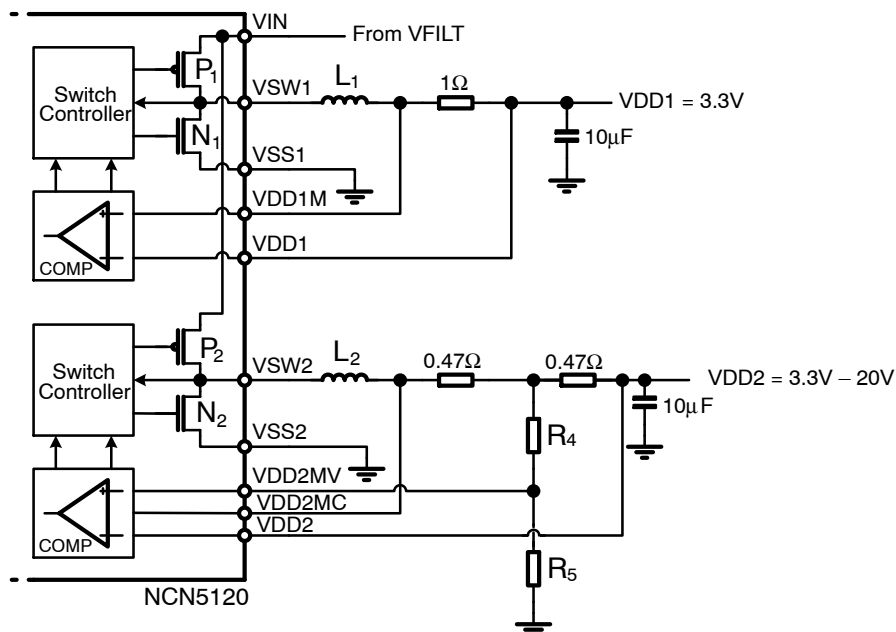 VIN
From VFILT
P1
Switch
Controller
VSW1
L1
1Ω
VDD1 = 3.3V
N1
10µF
VSS1
VDD1M
VDD1
COMP
P2
Switch
Controller
VSW2
L2
0.47Ω
0.47Ω
VDD2 = 3.3V – 20V
N2
10µF
VSS2
R4
VDD2MV
VDD2MC
VDD2
COMP
R5
NCN5120